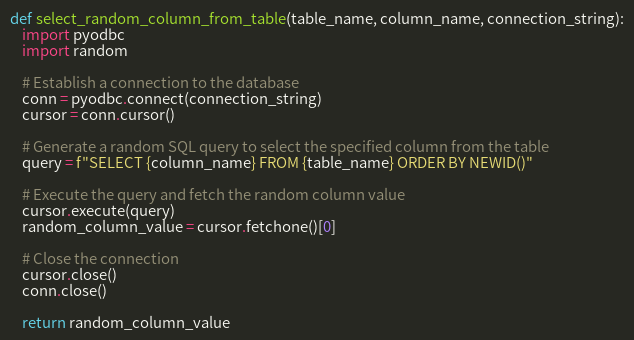 def select_random_column_from_table(table_name, column_name, connection_string):
    import pyodbc
    import random

    # Establish a connection to the database
    conn = pyodbc.connect(connection_string)
    cursor = conn.cursor()

    # Generate a random SQL query to select the specified column from the table
    query = f"SELECT {column_name} FROM {table_name} ORDER BY NEWID()"

    # Execute the query and fetch the random column value
    cursor.execute(query)
    random_column_value = cursor.fetchone()[0]

    # Close the connection
    cursor.close()
    conn.close()

    return random_column_value